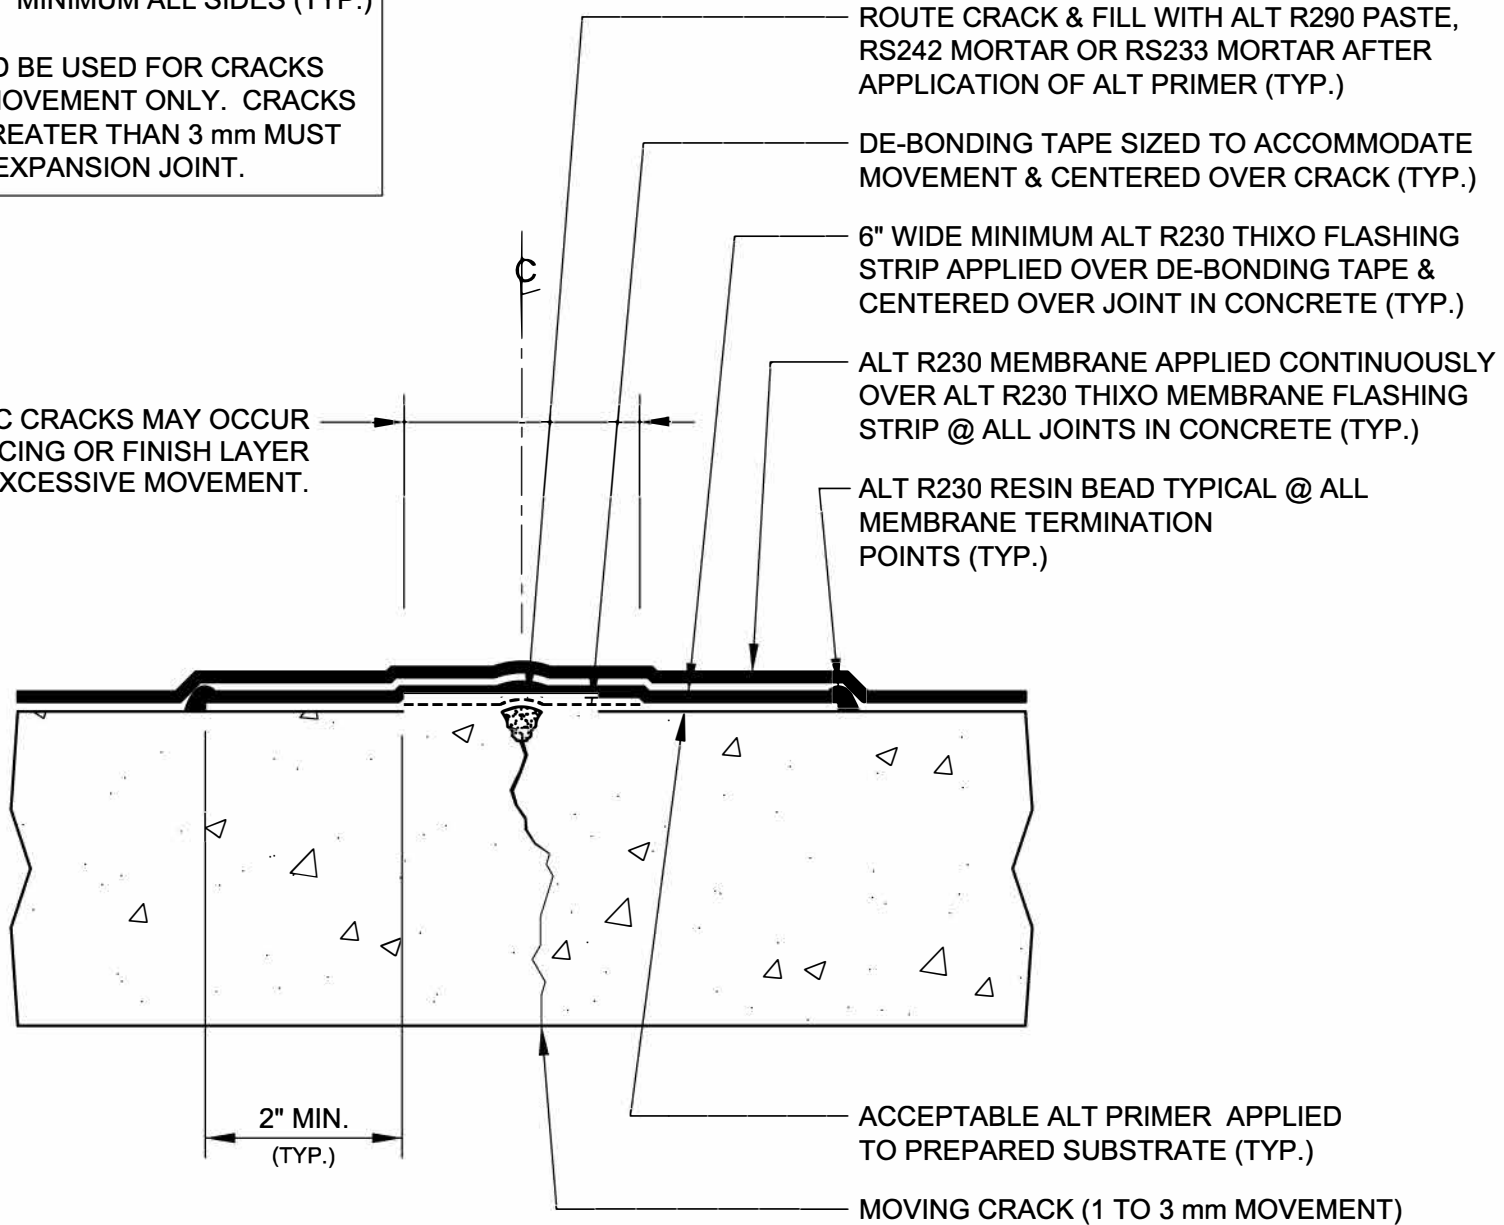 MINIMUM ALL SIDES (TYP.)
BE USED FOR CRACKS
MOVEMENT ONLY. CRACKS
GREATER THAN 3 mm MUST
EXPANSION JOINT.
ROUTE CRACK & FILL WITH ALT R290 PASTE,
RS242 MORTAR OR RS233 MORTAR AFTER
APPLICATION OF ALT PRIMER (TYP.)
DE-BONDING TAPE SIZED TO ACCOMMODATE
MOVEMENT & CENTERED OVER CRACK (TYP.)
6" WIDE MINIMUM ALT R230 THIXO FLASHING
STRIP APPLIED OVER DE-BONDING TAPE &
CENTERED OVER JOINT IN CONCRETE (TYP.)
ALT R230 MEMBRANE APPLIED CONTINUOUSLY
OVER ALT R230 THIXO MEMBRANE FLASHING
STRIP @ ALL JOINTS IN CONCRETE (TYP.)
ALT R230 RESIN BEAD TYPICAL @ ALL
MEMBRANE TERMINATION
POINTS (TYP.)
C CRACKS MAY OCCUR
OR FINISH LAYER
EXCESSIVE MOVEMENT.
2" MIN.
(TYP.)
ACCEPTABLE ALT PRIMER APPLIED
TO PREPARED SUBSTRATE (TYP.)
MOVING CRACK (1 TO 3 mm MOVEMENT)